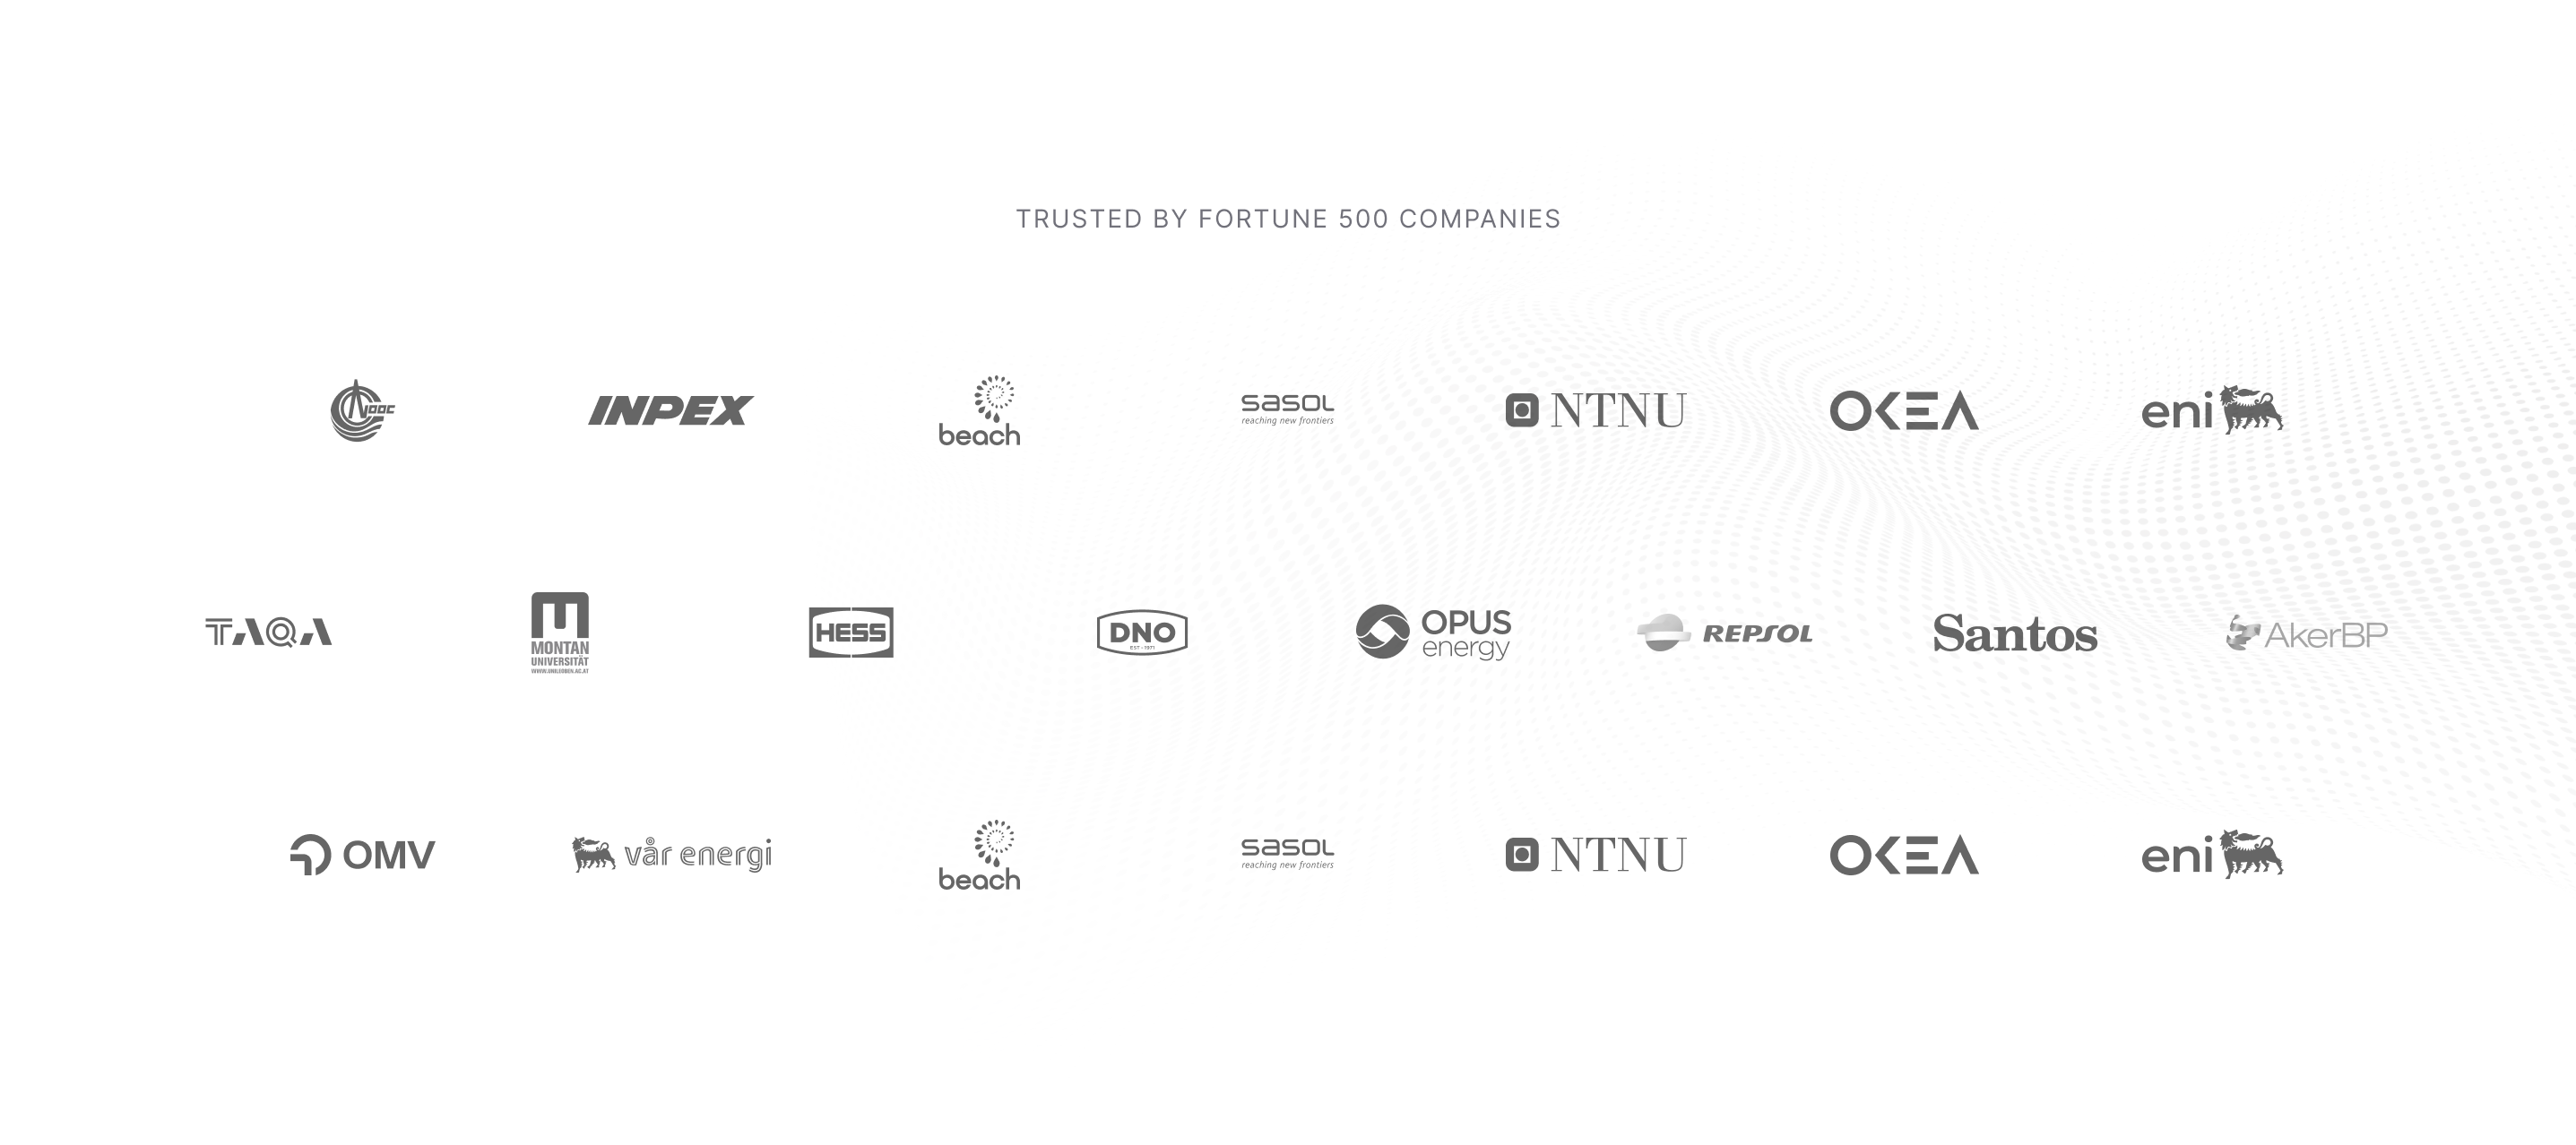 TRUSTED BY FORTUNE 500 COMPANIES
CNOOC
INPEX
beach
sasol
reaching new frontiers
NTNU
OKEA
eni
TAQA
MONTAN
UNIVERSITÄT
WWW.UNILEOBEN.AC.AT
HESS
DNO
EST - 1971
OPUS
energy
REPSOL
Santos
AkerBP
OMV
vår energi
beach
sasol
reaching new frontiers
NTNU
OKEA
eni